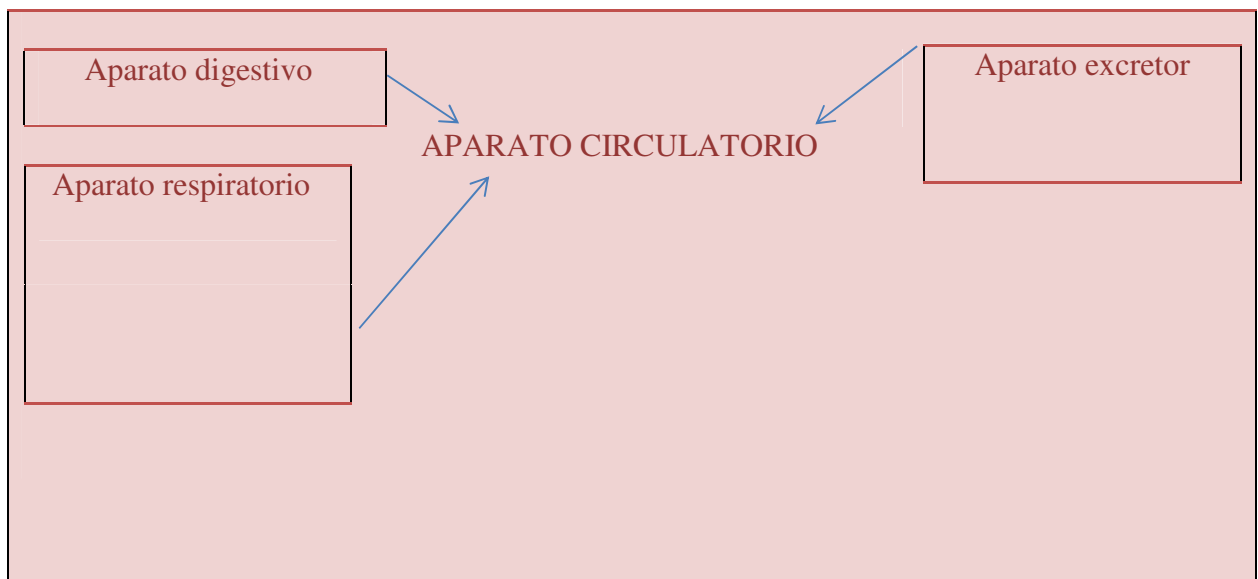 Aparato digestivo
Aparato excretor
APARATO CIRCULATORIO
Aparato respiratorio